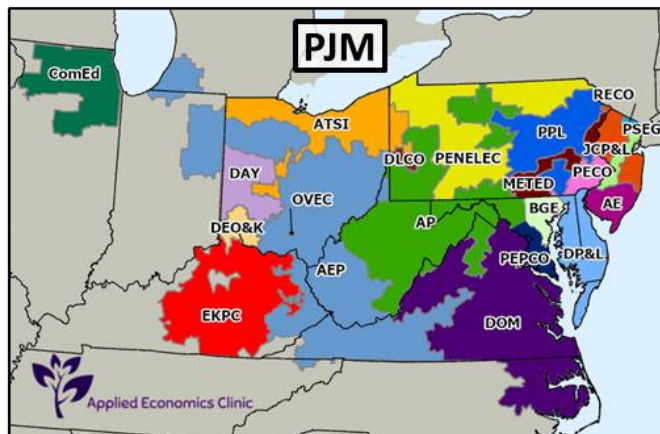 PJM
ComEd
RECO
ATSI
PPL
PSEG
JCP&L
DLCO
PENELEC
DAY
PECO
METED
OVEC
AE
BGE
DEO&K
AP
PEPCO
DP&L
AEP
EKPC
DOM
Applied Economics Clinic